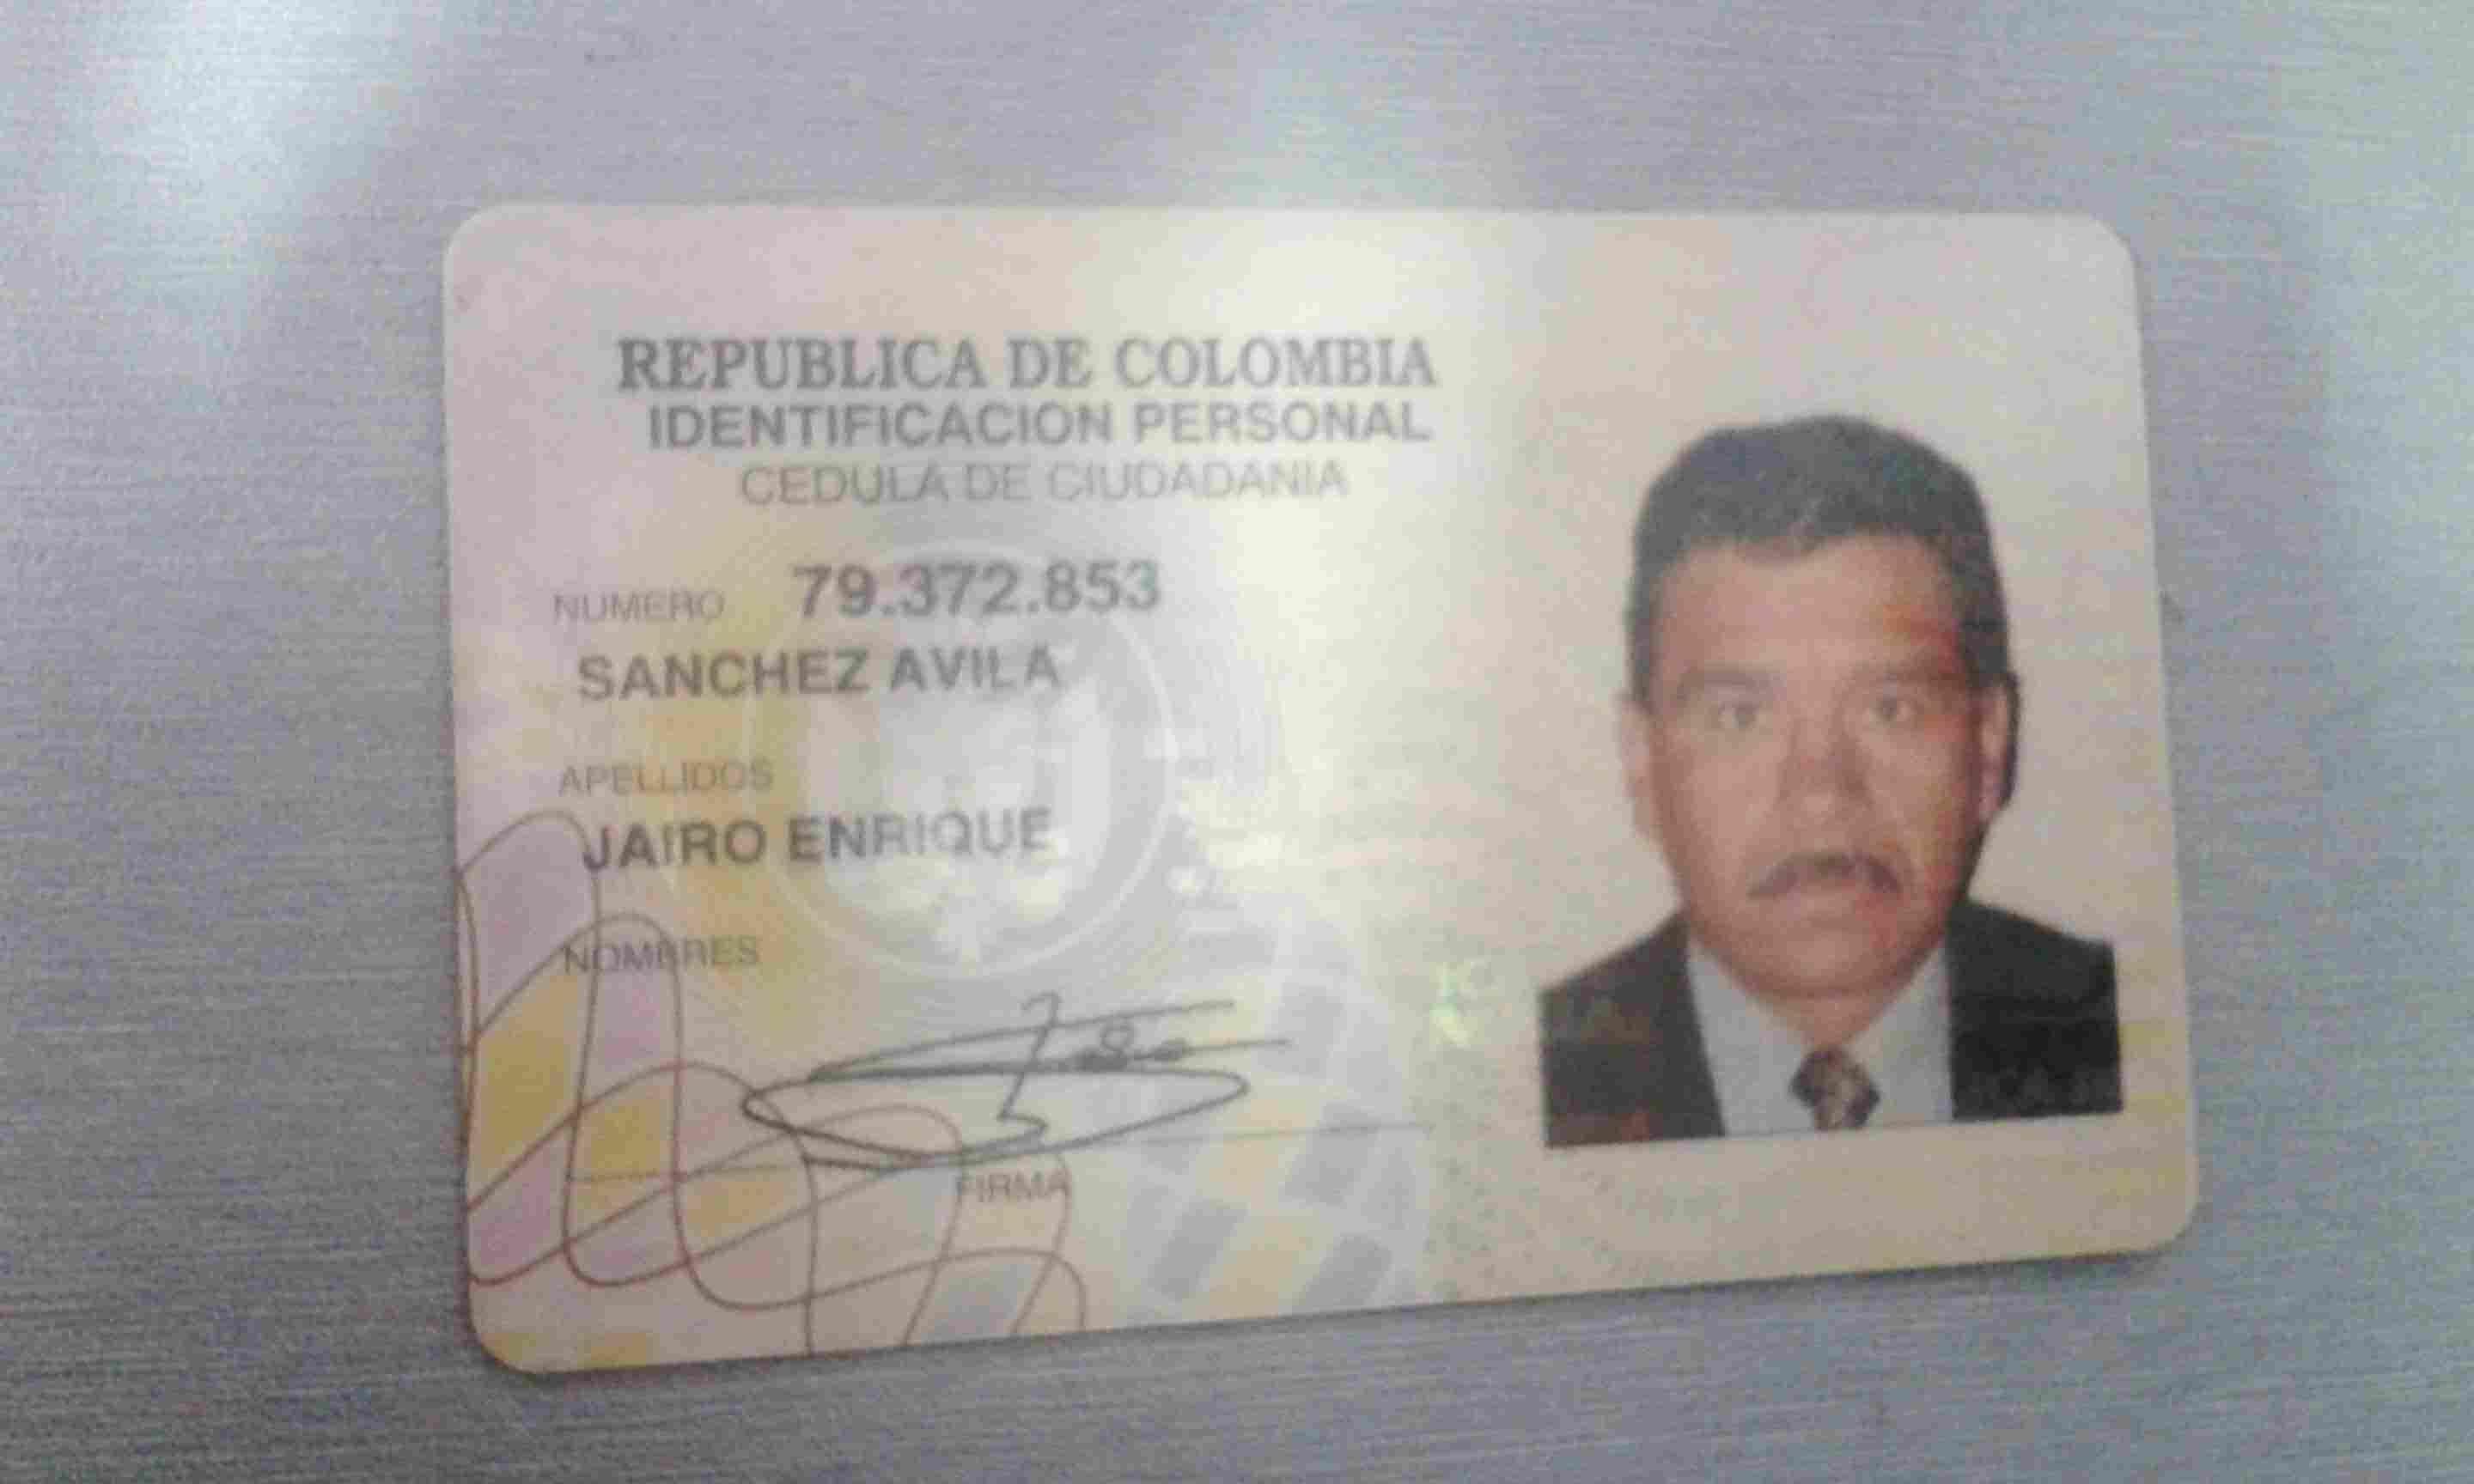 REPUBLICA DE COLOMBIA
IDENTIFICACION PERSONAL
CEDULA DE CIUDADANIA
NUMERO 79.372.853
SANCHEZ AVILA
APELLIDOS
JAIRO ENRIQUE
NOMBRES
FIRMA